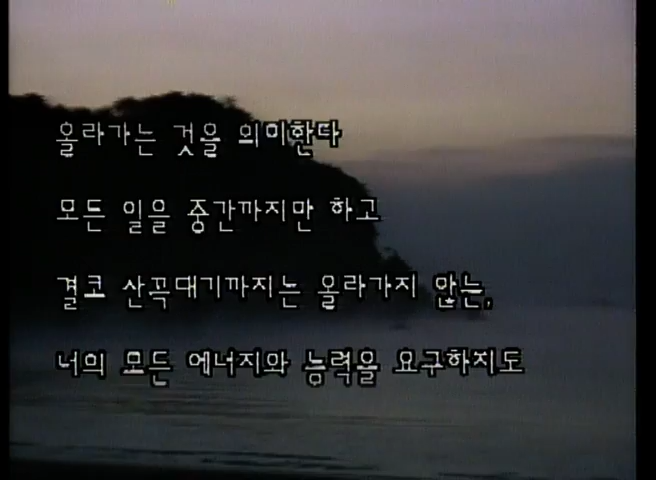 올라가는 것을 의미한다
모든 일을 중간까지만 하고
결코 산꼭대기까지는 올라가지 않는,
너의 모든 에너지와 능력을 요구하지도